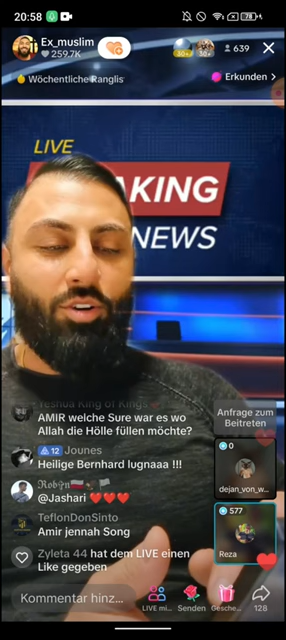 20:58
78
Ex_muslim
259.7K
30+
30+
639
Wöchentliche Ranglis
Erkunden >
LIVE
AKING
NEWS
Yeshua King of Kings
AMIR welche Sure war es wo
Allah die Hölle füllen möchte?
Anfrage zum
Beitreten
12 Jounes
Heilige Bernhard lugnaaa !!!
0
dejan_von_w...
@Jashari ❤❤❤
577
Reza
TeflonDonSinto
Amir jennah Song
Zyleta 44 hat dem LIVE einen
Like gegeben
Kommentar hinz...
LIVE mi...
Senden
Gesche...
128